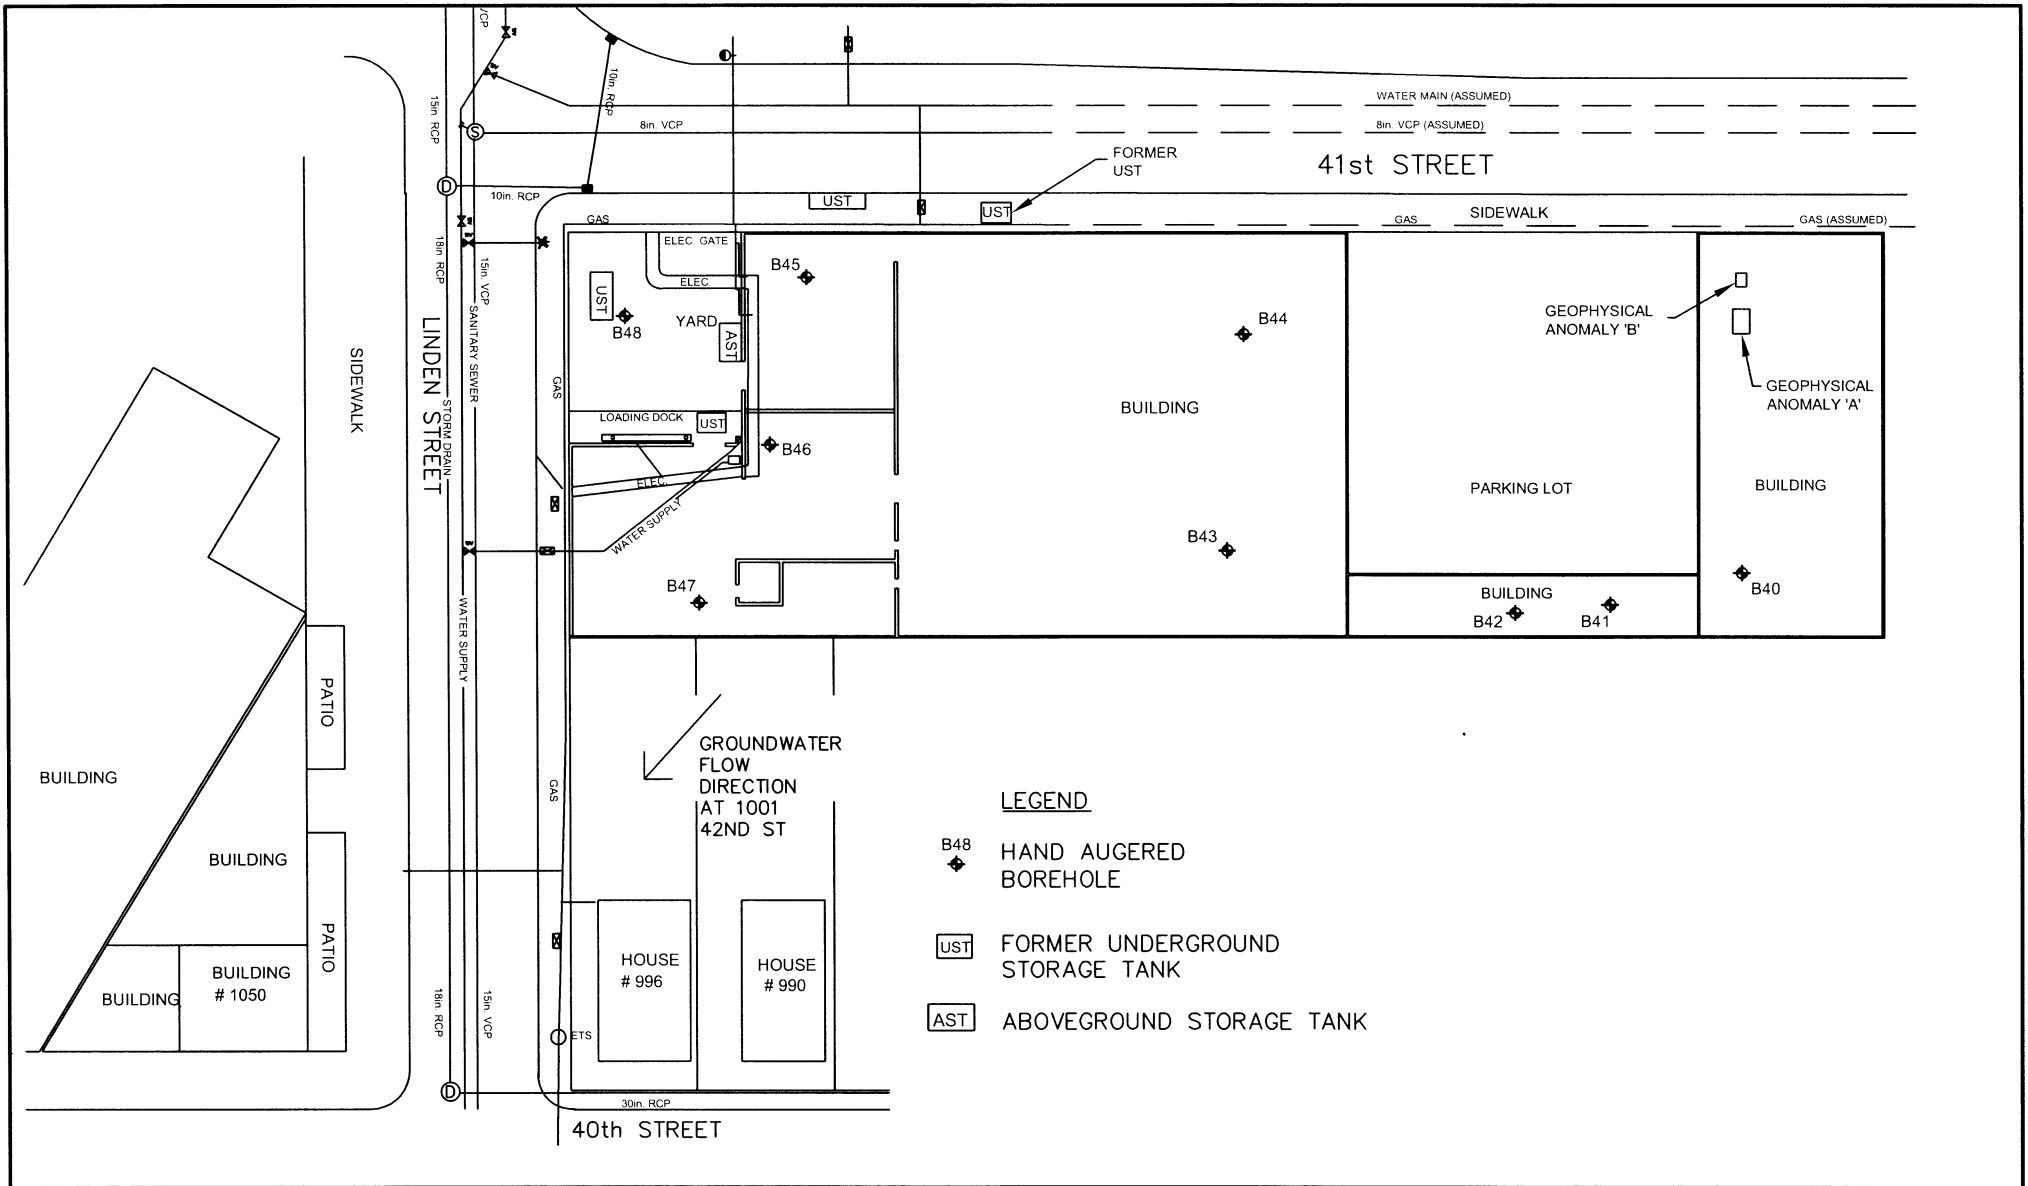 VCP
15in. RCP
10in. RCP
WATER MAIN (ASSUMED)
8in. VCP
8in. VCP (ASSUMED)
S
FORMER
UST
41st STREET
D
10in. RCP
UST
UST
GAS
GAS
SIDEWALK
GAS (ASSUMED)
18in. RCP
15in. VCP
ELEC. GATE
ELEC.
B45
UST
B48
YARD
AST
B44
GEOPHYSICAL
ANOMALY 'B'
GEOPHYSICAL
ANOMALY 'A'
SIDEWALK
LINDEN STREET
STORM DRAIN
SANITARY SEWER
GAS
LOADING DOCK
UST
B46
BUILDING
ELEC.
WATER SUPPLY
PARKING LOT
BUILDING
B43
B47
BUILDING
B42
B41
B40
WATER SUPPLY
PATIO
GROUNDWATER
FLOW
DIRECTION
AT 1001
42ND ST
BUILDING
GAS
LEGEND
B48
HAND AUGERED
BOREHOLE
BUILDING
PATIO
UST
FORMER UNDERGROUND
STORAGE TANK
HOUSE
# 996
HOUSE
# 990
BUILDING
# 1050
BUILDING
18in. RCP
15in. VCP
AST
ABOVEGROUND STORAGE TANK
ETS
D
30in. RCP
40th STREET